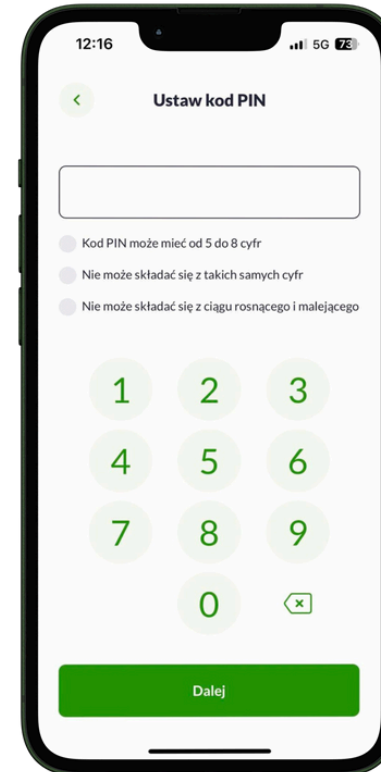 12:16 5G 73
Ustaw kod PIN
Kod PIN może mieć od 5 do 8 cyfr
Nie może składać się z takich samych cyfr
Nie może składać się z ciągu rosnącego i malejącego
1 2 3
4 5 6
7 8 9
0
Dalej